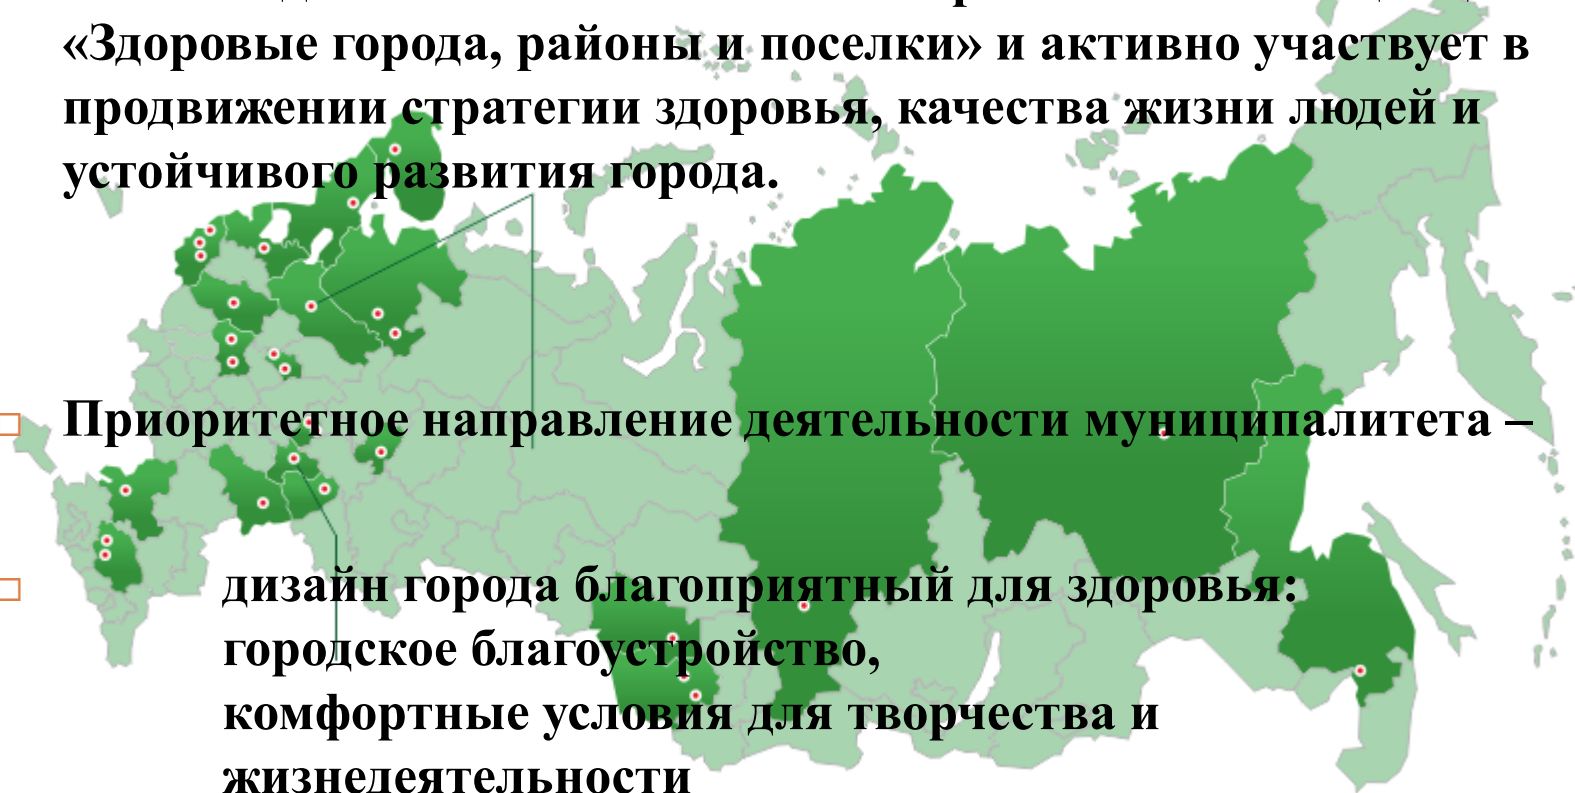 «Здоровые города, районы и поселки» и активно участвует в
продвижении стратегии здоровья, качества жизни людей и
устойчивого развития города.
Приоритетное направление деятельности муниципалитета –
дизайн города благоприятный для здоровья:
городское благоустройство,
комфортные условия для творчества и
жизнедеятельности